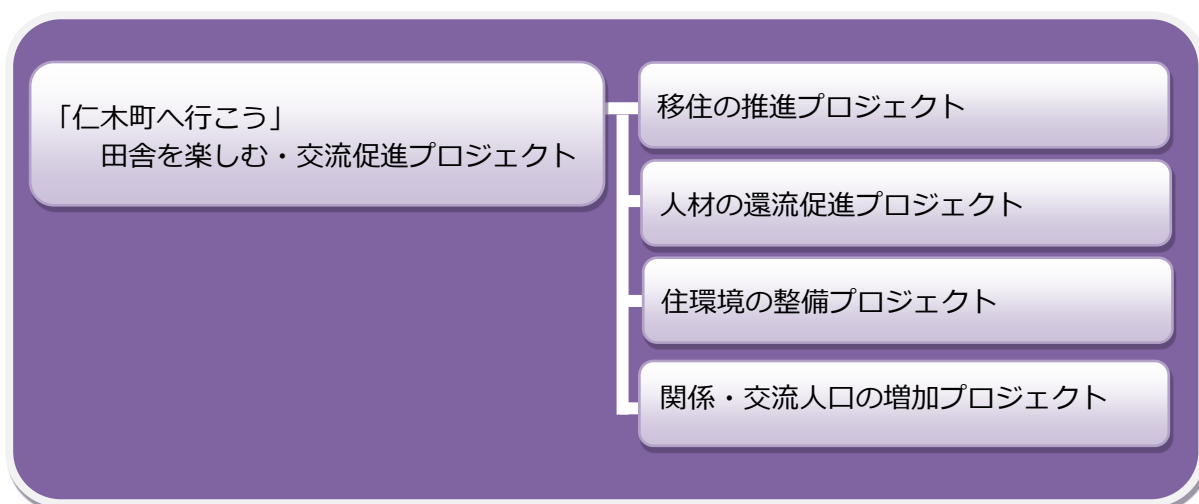 「仁木町へ行こう」
田舎を楽しむ・交流促進プロジェクト
移住の推進プロジェクト
人材の還流促進プロジェクト
住環境の整備プロジェクト
関係・交流人口の増加プロジェクト